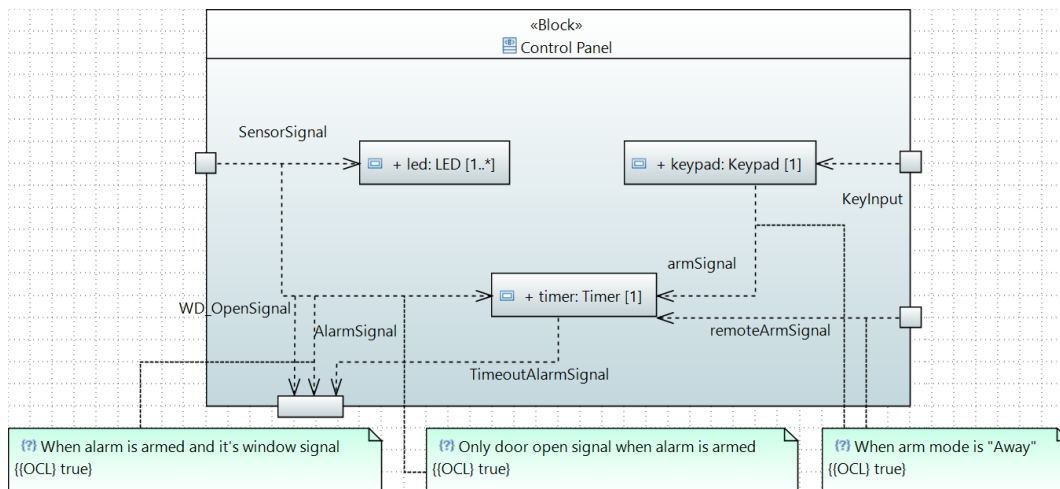 «Block»
Control Panel
SensorSignal
+ led: LED [1..*]
+ keypad: Keypad [1]
KeyInput
armSignal
+ timer: Timer [1]
WD_OpenSignal
AlarmSignal
remoteArmSignal
TimeoutAlarmSignal
{?} When alarm is armed and it's window signal
{{OCL} true}
{?} Only door open signal when alarm is armed
{{OCL} true}
{?} When arm mode is "Away"
{{OCL} true}